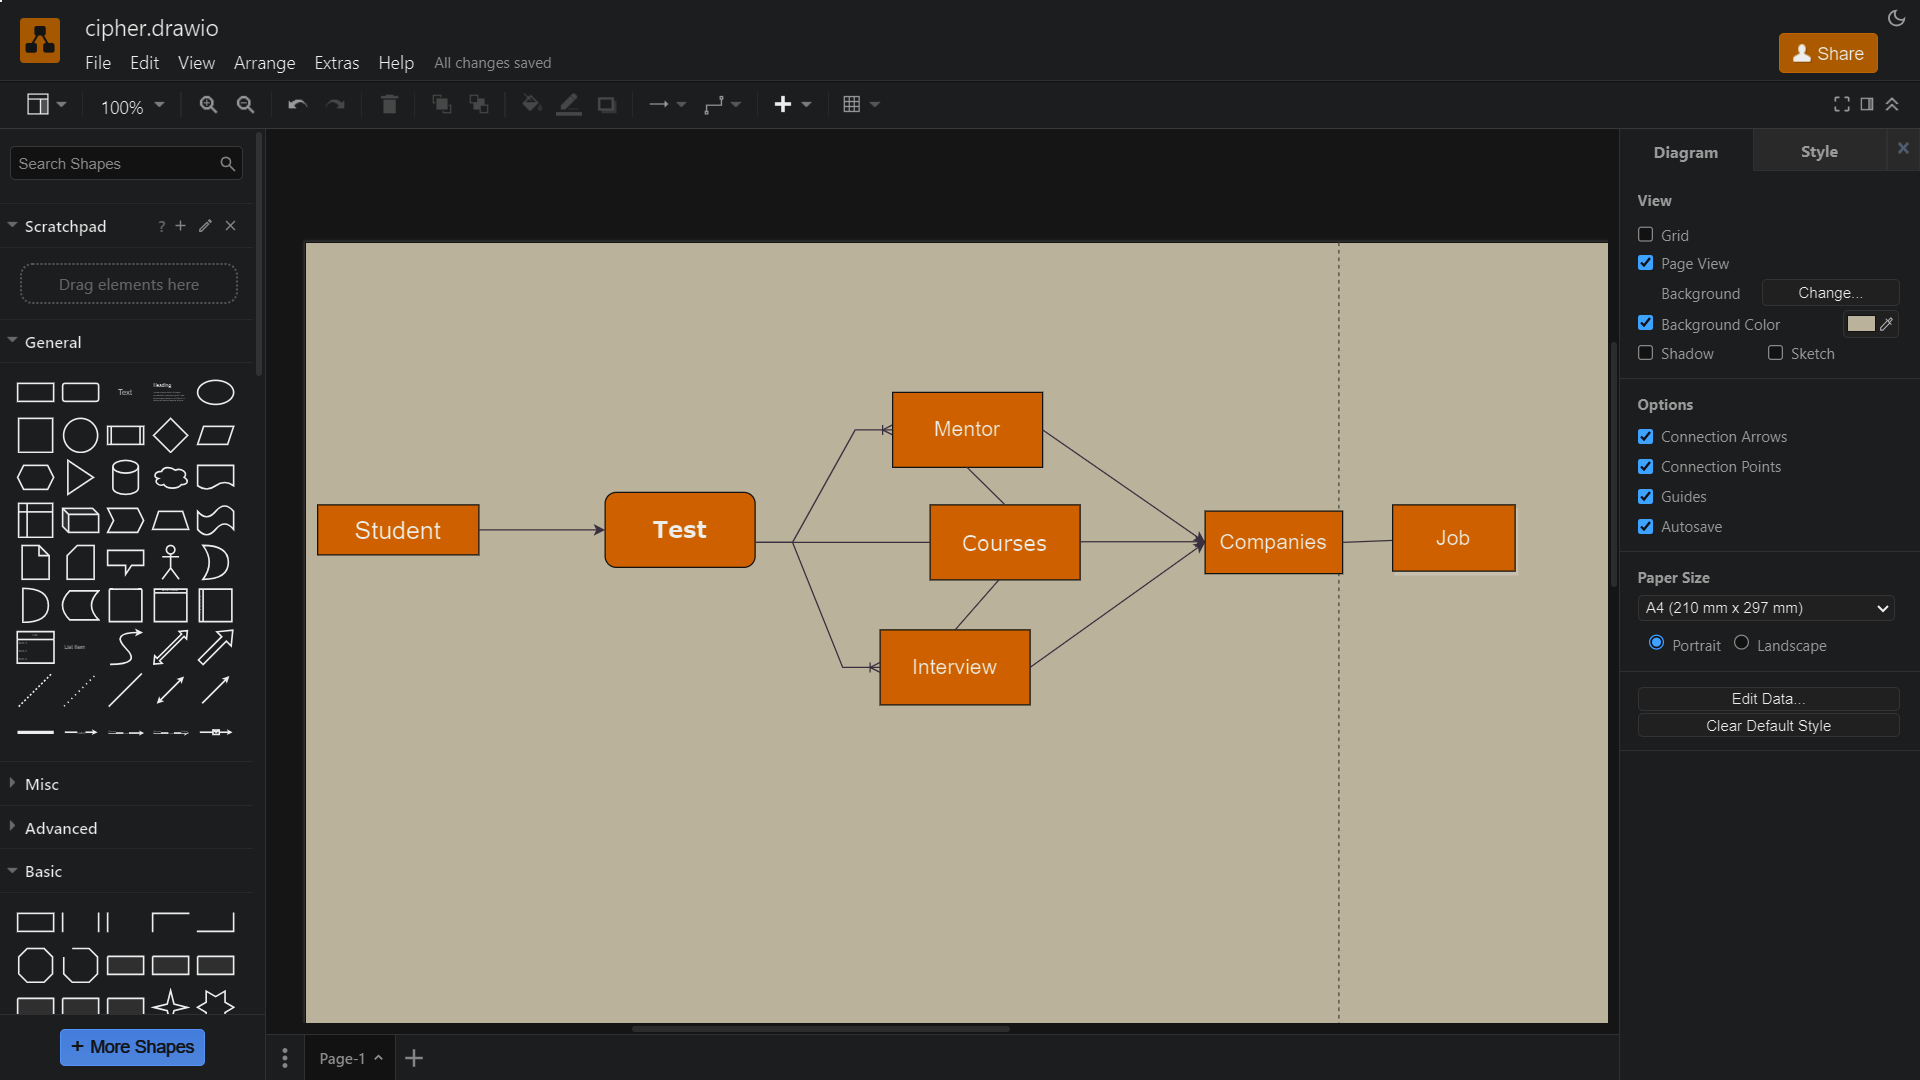 cipher.drawio
File Edit View Arrange Extras Help All changes saved
Share
100%
Search Shapes
Scratchpad ? + 
Drag elements here
General
Text
Heading
List Item
Misc
Advanced
Basic
+ More Shapes
Student
Test
Mentor
Courses
Interview
Companies
Job
Page-1
Diagram
Style
View
Grid
Page View
Background
Change...
Background Color
Shadow
Sketch
Options
Connection Arrows
Connection Points
Guides
Autosave
Paper Size
A4 (210 mm x 297 mm)
Portrait
Landscape
Edit Data...
Clear Default Style